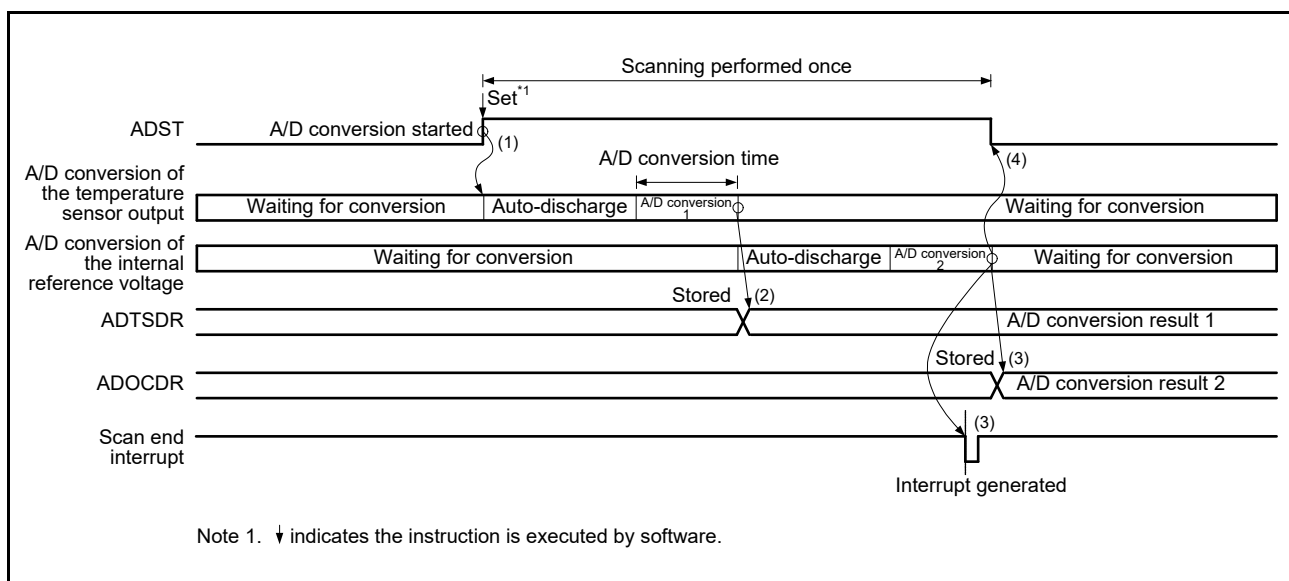 Scanning performed once
Set*1
ADST
A/D conversion started
(1)
A/D conversion time
(4)
A/D conversion of
the temperature
sensor output
Waiting for conversion
Auto-discharge
A/D conversion
1
Waiting for conversion
A/D conversion of
the internal
reference voltage
Waiting for conversion
Auto-discharge
A/D conversion
2
Waiting for conversion
Stored
(2)
ADTSDR
A/D conversion result 1
Stored
(3)
ADOCDR
A/D conversion result 2
Scan end
interrupt
(3)
Interrupt generated
Note 1. ↓ indicates the instruction is executed by software.